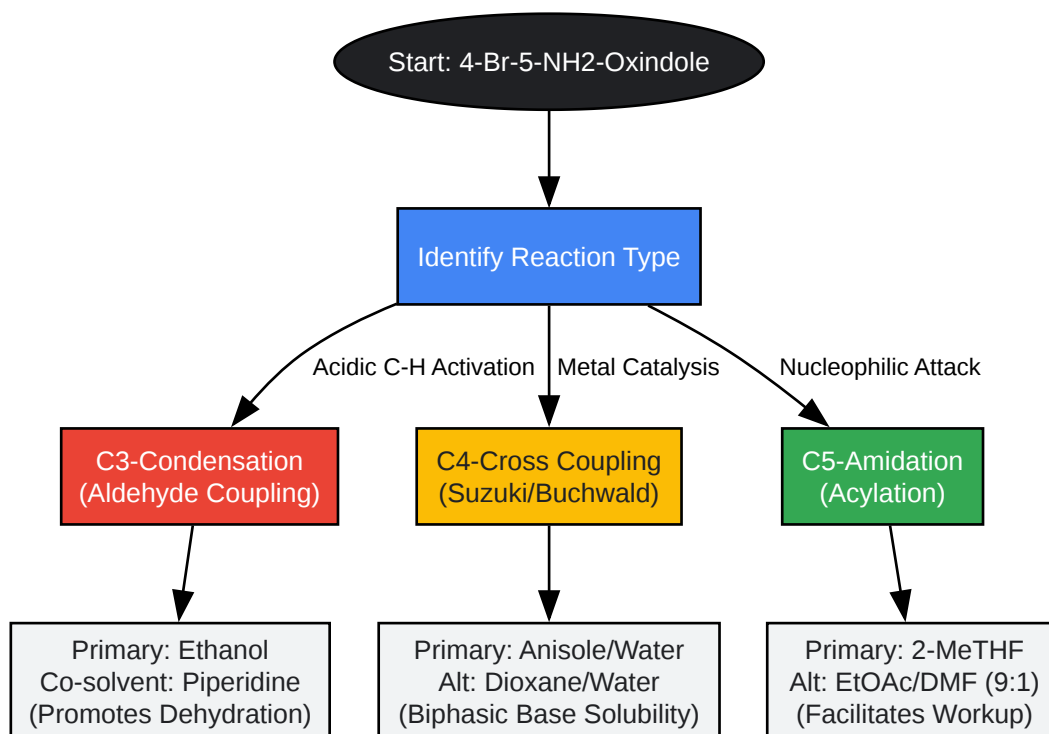 Start: 4-Br-5-NH2-Oxindole
Identify Reaction Type
Acidic C-H Activation
Metal Catalysis
Nucleophilic Attack
C3-Condensation
(Aldehyde Coupling)
C4-Cross Coupling
(Suzuki/Buchwald)
C5-Amidation
(Acylation)
Primary: Ethanol
Co-solvent: Piperidine
(Promotes Dehydration)
Primary: Anisole/Water
Alt: Dioxane/Water
(Biphasic Base Solubility)
Primary: 2-MeTHF
Alt: EtOAc/DMF (9:1)
(Facilitates Workup)